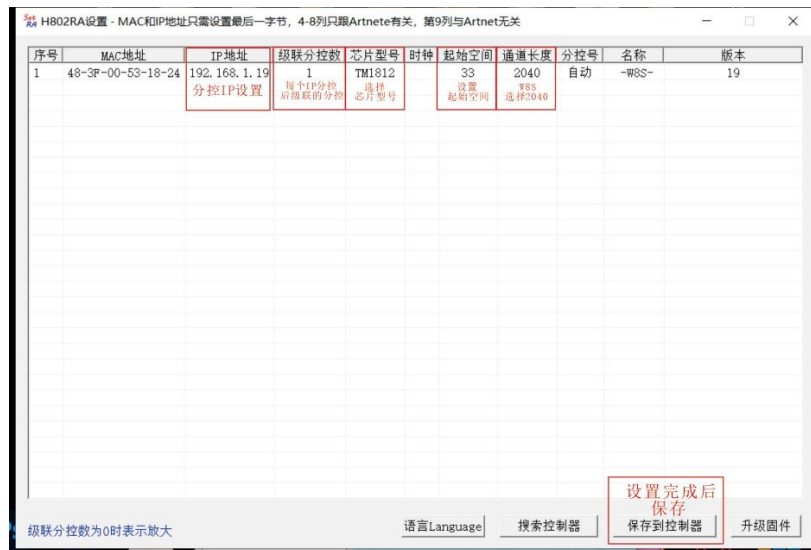 Set RA H802RA设置 - MAC和IP地址只需设置最后一字节, 4-8列只跟Artnete有关, 第9列与Artnet无关
序号 MAC地址 IP地址 级联分控数 芯片型号 时钟 起始空间 通道长度 分控号 名称 版本
1 48-3F-00-53-18-24 192.168.1.19 1 TM1812 33 2040 自动 -W8S- 19
分控IP设置 每个IP分控 选择 设置 W8S
后级联的分控 芯片型号 起始空间 选择2040
设置完成后
保存
级联分控数为0时表示放大 语言Language 搜索控制器 保存到控制器 升级固件